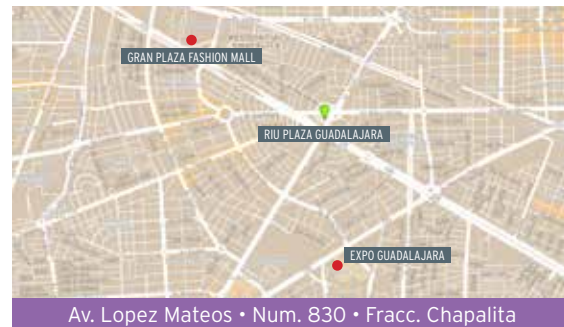 GRAN PLAZA FASHION MALL
RIU PLAZA GUADALAJARA
EXPO GUADALAJARA
Av. Lopez Mateos • Num. 830 • Fracc. Chapalita